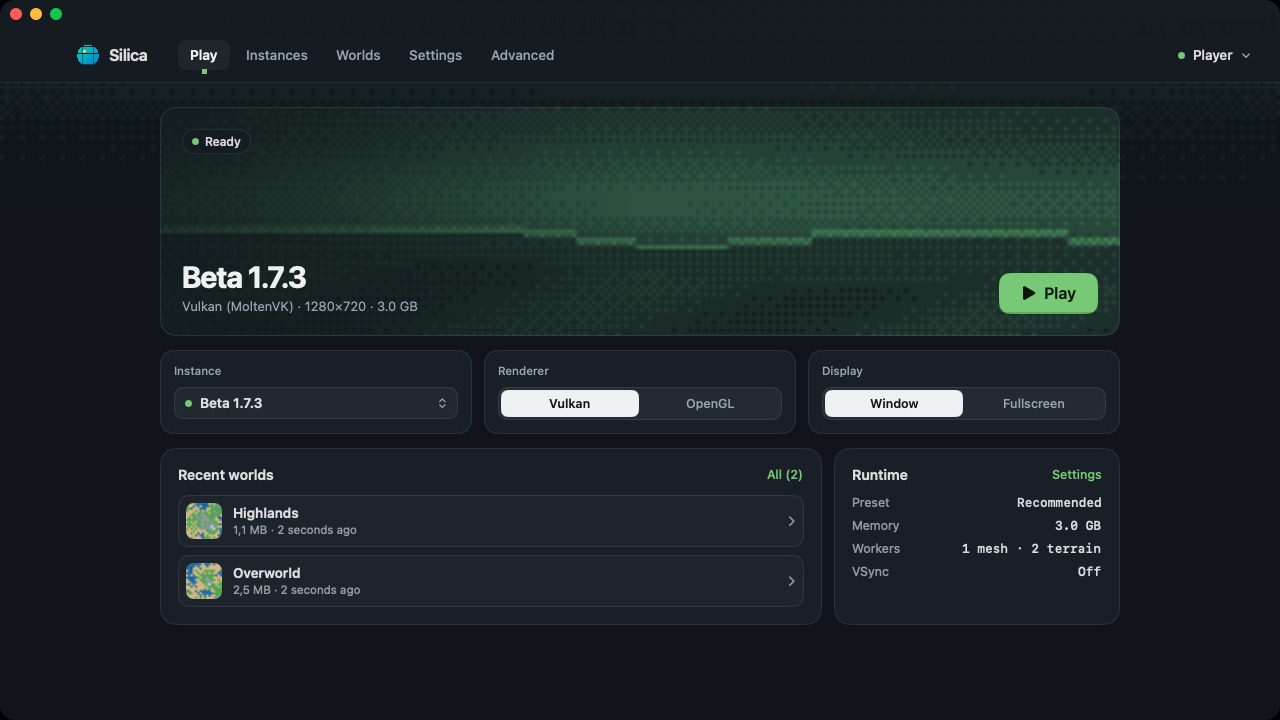 Silica
Play
Instances
Worlds
Settings
Advanced
Player
Ready
Beta 1.7.3
Vulkan (MoltenVK) · 1280×720 · 3.0 GB
Play
Instance
Beta 1.7.3
Renderer
Vulkan
OpenGL
Display
Window
Fullscreen
Recent worlds
All (2)
Highlands
1,1 MB · 2 seconds ago
Overworld
2,5 MB · 2 seconds ago
Runtime
Settings
Preset Recommended
Memory 3.0 GB
Workers 1 mesh · 2 terrain
VSync Off